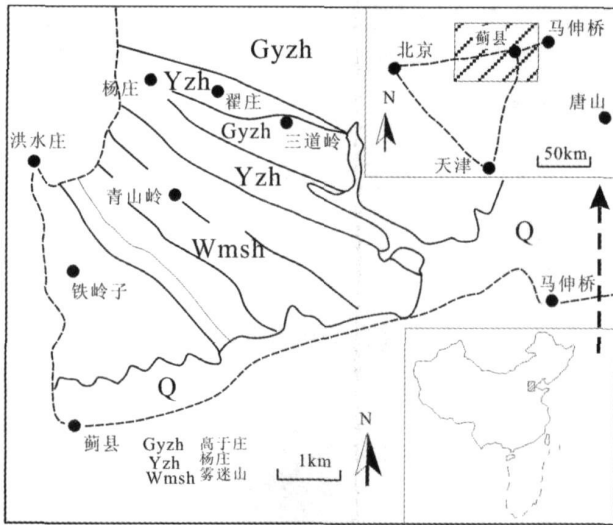 Gyzh
杨庄
Yzh
翟庄
Gyzh
三道岭
洪水庄
Yzh
青山岭
Wmsh
铁岭子
Q
Q
马伸桥
蓟县
Gyzh 高于庄
Yzh 杨庄
Wmsh 雾迷山
1km
N
北京
蓟县
马伸桥
N
唐山
天津
50km